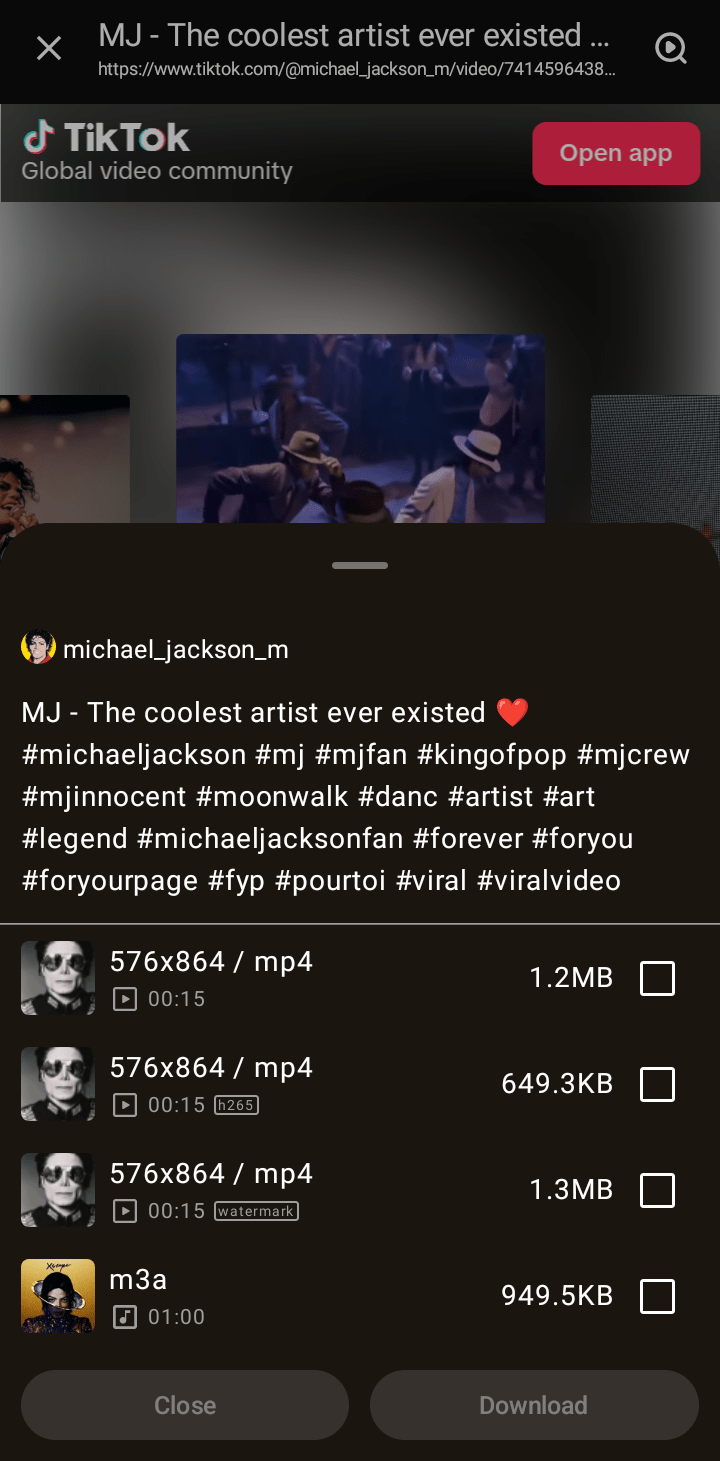 MJ - The coolest artist ever existed ...
https://www.tiktok.com/@michael_jackson_m/video/7414596438...
TikTok
Global video community
Open app
michael_jackson_m
MJ - The coolest artist ever existed ❤️
#michaeljackson #mj #mjfan #kingofpop #mjcrew
#mjinnocent #moonwalk #danc #artist #art
#legend #michaeljacksonfan #forever #foryou
#foryourpage #fyp #pourtoi #viral #viralvideo
576x864 / mp4
00:15
1.2MB
576x864 / mp4
00:15 h265
649.3KB
576x864 / mp4
00:15 watermark
1.3MB
Xscape
m3a
01:00
949.5KB
Close
Download